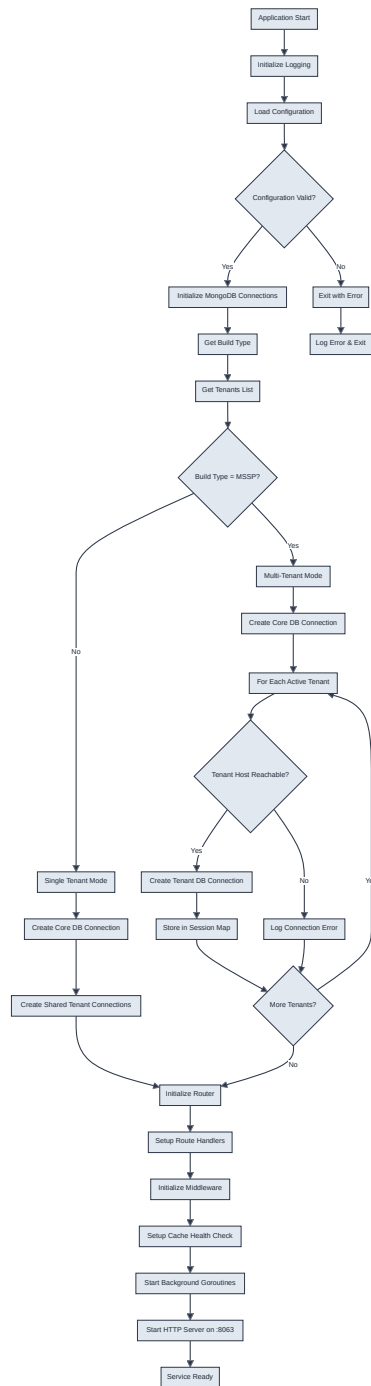 Application Start
Initialize Logging
Load Configuration
Configuration Valid?
Yes
No
Initialize MongoDB Connections
Exit with Error
Get Build Type
Log Error & Exit
Get Tenants List
Build Type = MSSP?
Yes
Multi-Tenant Mode
Create Core DB Connection
No
For Each Active Tenant
Tenant Host Reachable?
Yes
Single Tenant Mode
Create Tenant DB Connection
No
Create Core DB Connection
Store in Session Map
Log Connection Error
Create Shared Tenant Connections
More Tenants?
No
Initialize Router
Setup Route Handlers
Initialize Middleware
Setup Cache Health Check
Start Background Goroutines
Start HTTP Server on :8063
Service Ready